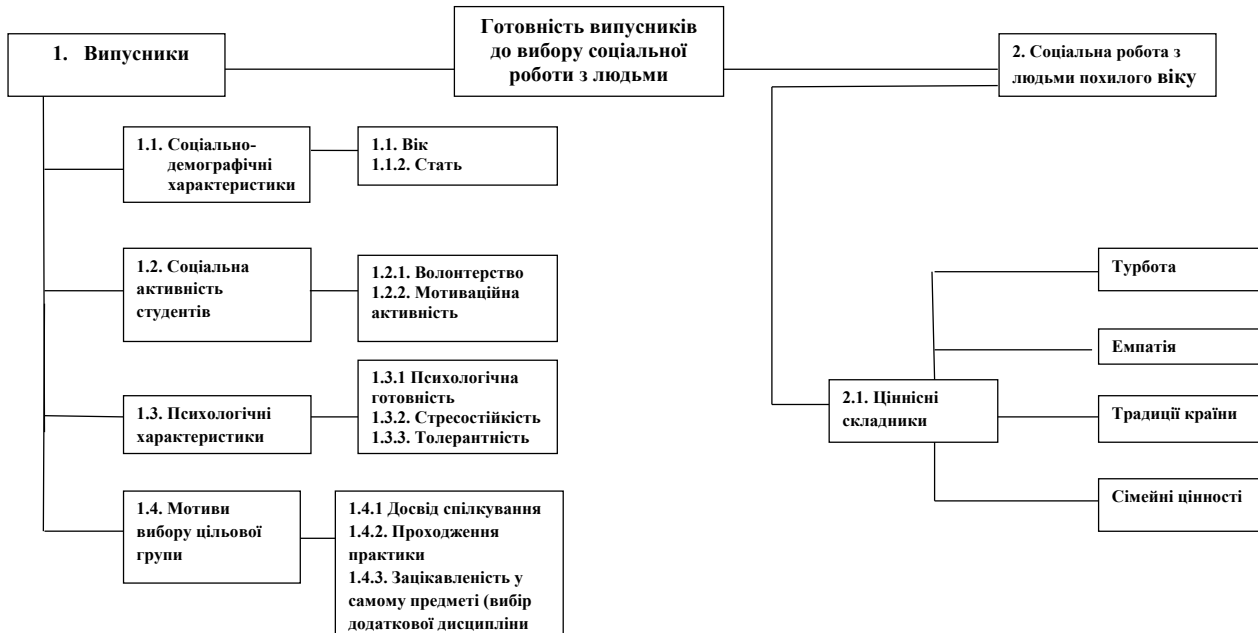 Готовність випусників
до вибору соціальної
роботи з людьми
1. Випусники
2. Соціальна робота з
людьми похилого віку
1.1. Соціально-
демографічні
характеристики
1.1. Вік
1.1.2. Стать
1.2. Соціальна
активність
студентів
1.2.1. Волонтерство
1.2.2. Мотиваційна
активність
1.3. Психологічні
характеристики
1.3.1 Психологічна
готовність
1.3.2. Стресостійкість
1.3.3. Толерантність
1.4. Мотиви
вибору цільової
групи
1.4.1 Досвід спілкування
1.4.2. Проходження
практики
1.4.3. Зацікавленість у
самому предметі (вибір
додаткової дисципліни
2.1. Ціннісні
складники
Турбота
Емпатія
Традиції країни
Сімейні цінності